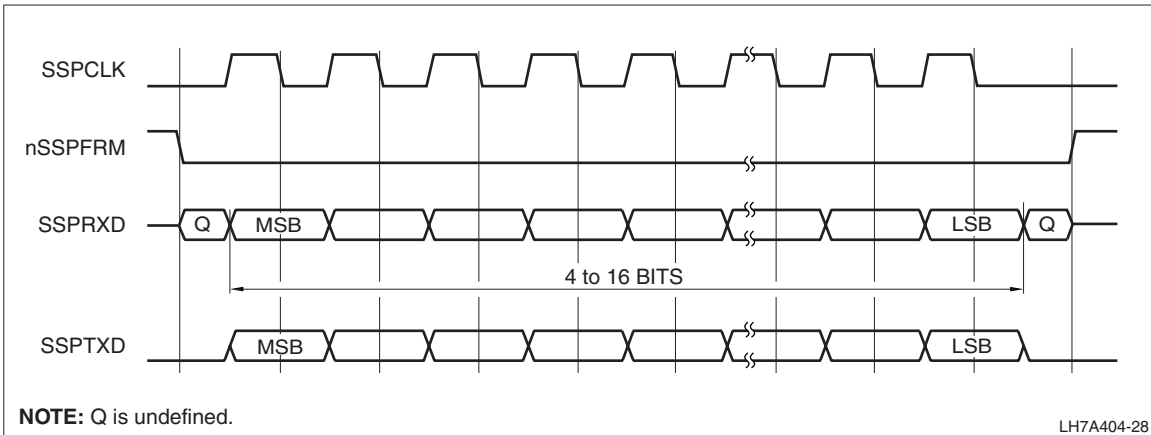 SSPCLK
nSSPFRM
SSPRXD
Q MSB LSB Q
4 to 16 BITS
SSPTXD
MSB LSB
NOTE: Q is undefined.
LH7A404-28